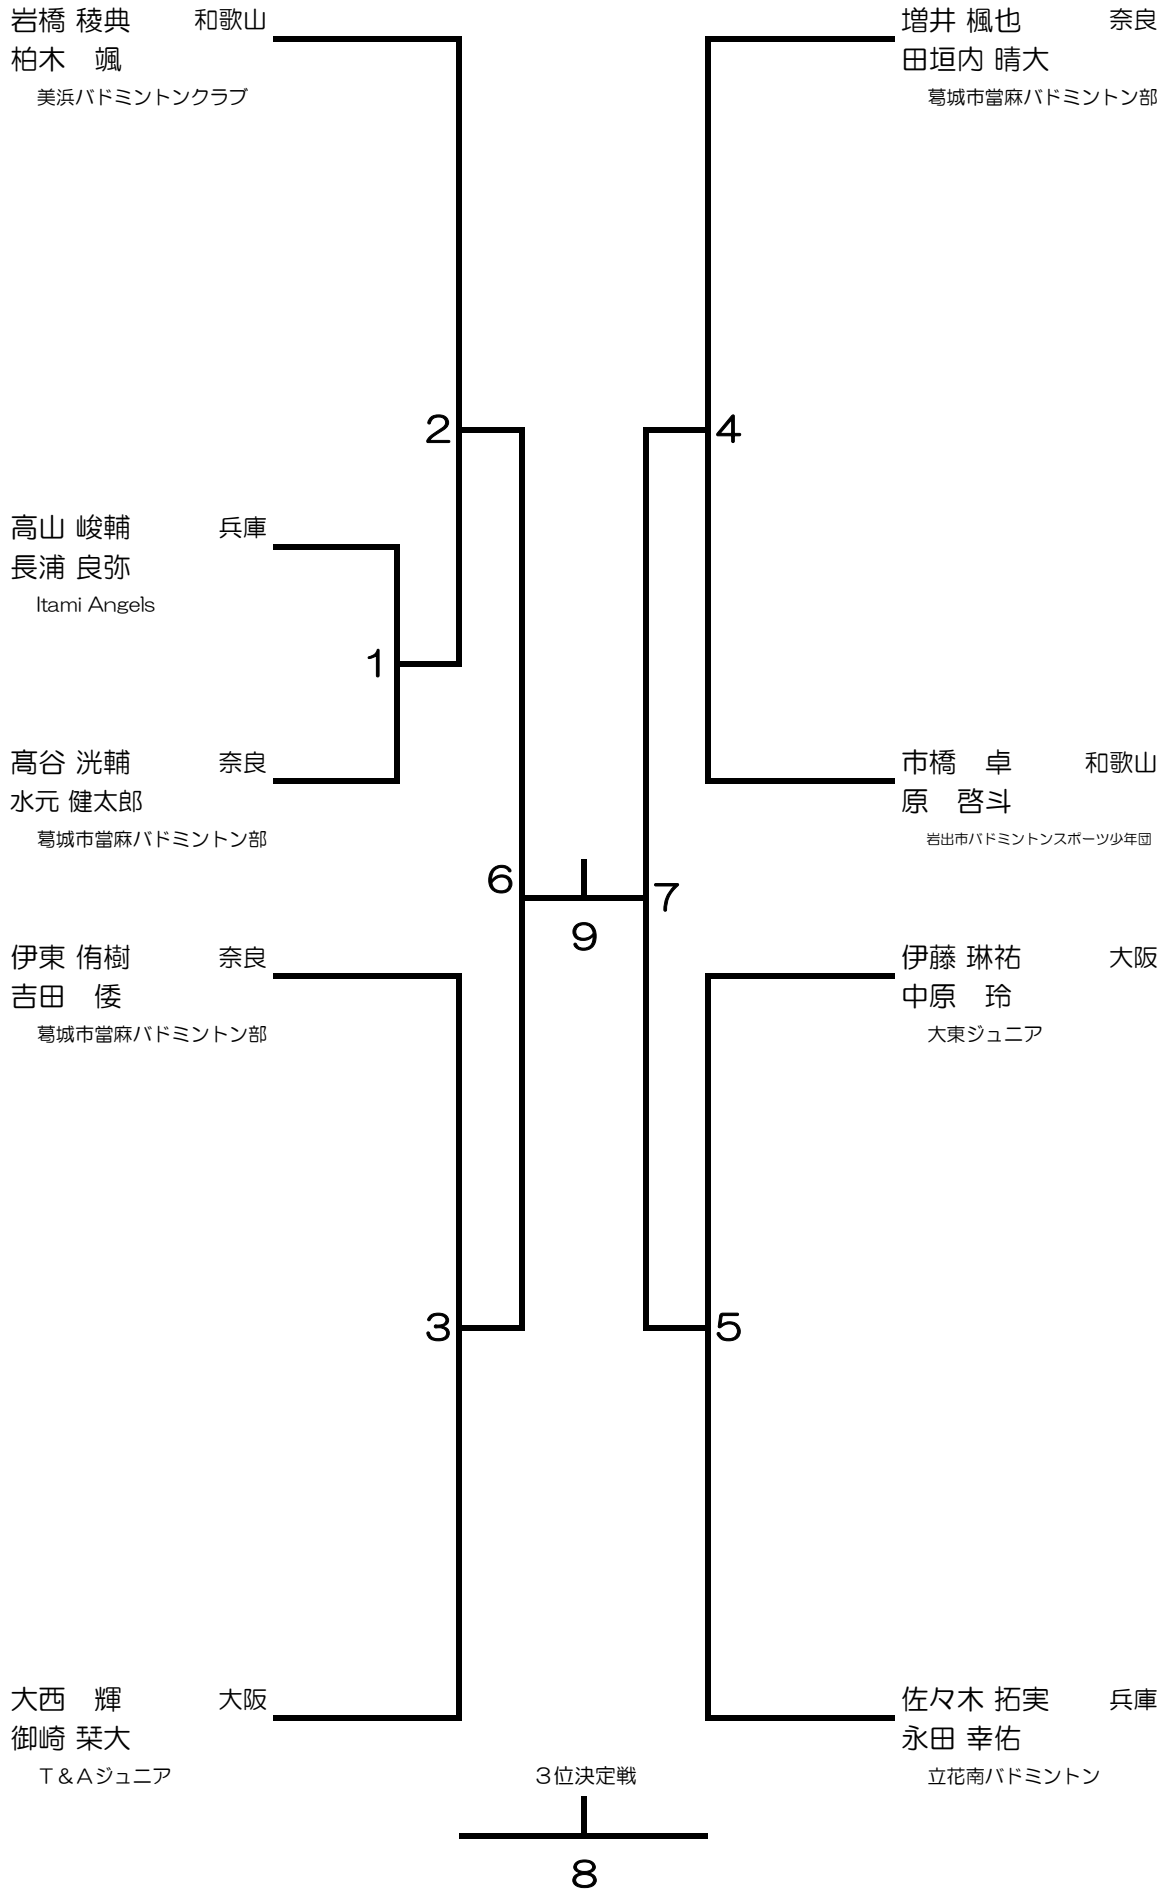 岩橋 稜典 和歌山
柏木 颯
美浜バドミントンクラブ
2
高山 峻輔 兵庫
長浦 良弥
Itami Angels
1
髙谷 洸輔 奈良
水元 健太郎
葛城市當麻バドミントン部
6
伊東 侑樹 奈良
吉田 倭
葛城市當麻バドミントン部
3
大西 輝 大阪
御崎 栞大
T&Aジュニア
9
増井 楓也 奈良
田垣内 晴大
葛城市當麻バドミントン部
4
市橋 卓 和歌山
原 啓斗
岩出市バドミントンスポーツ少年団
7
伊藤 琳祐 大阪
中原 玲
大東ジュニア
5
佐々木 拓実 兵庫
永田 幸佑
立花南バドミントン
3位決定戦
8